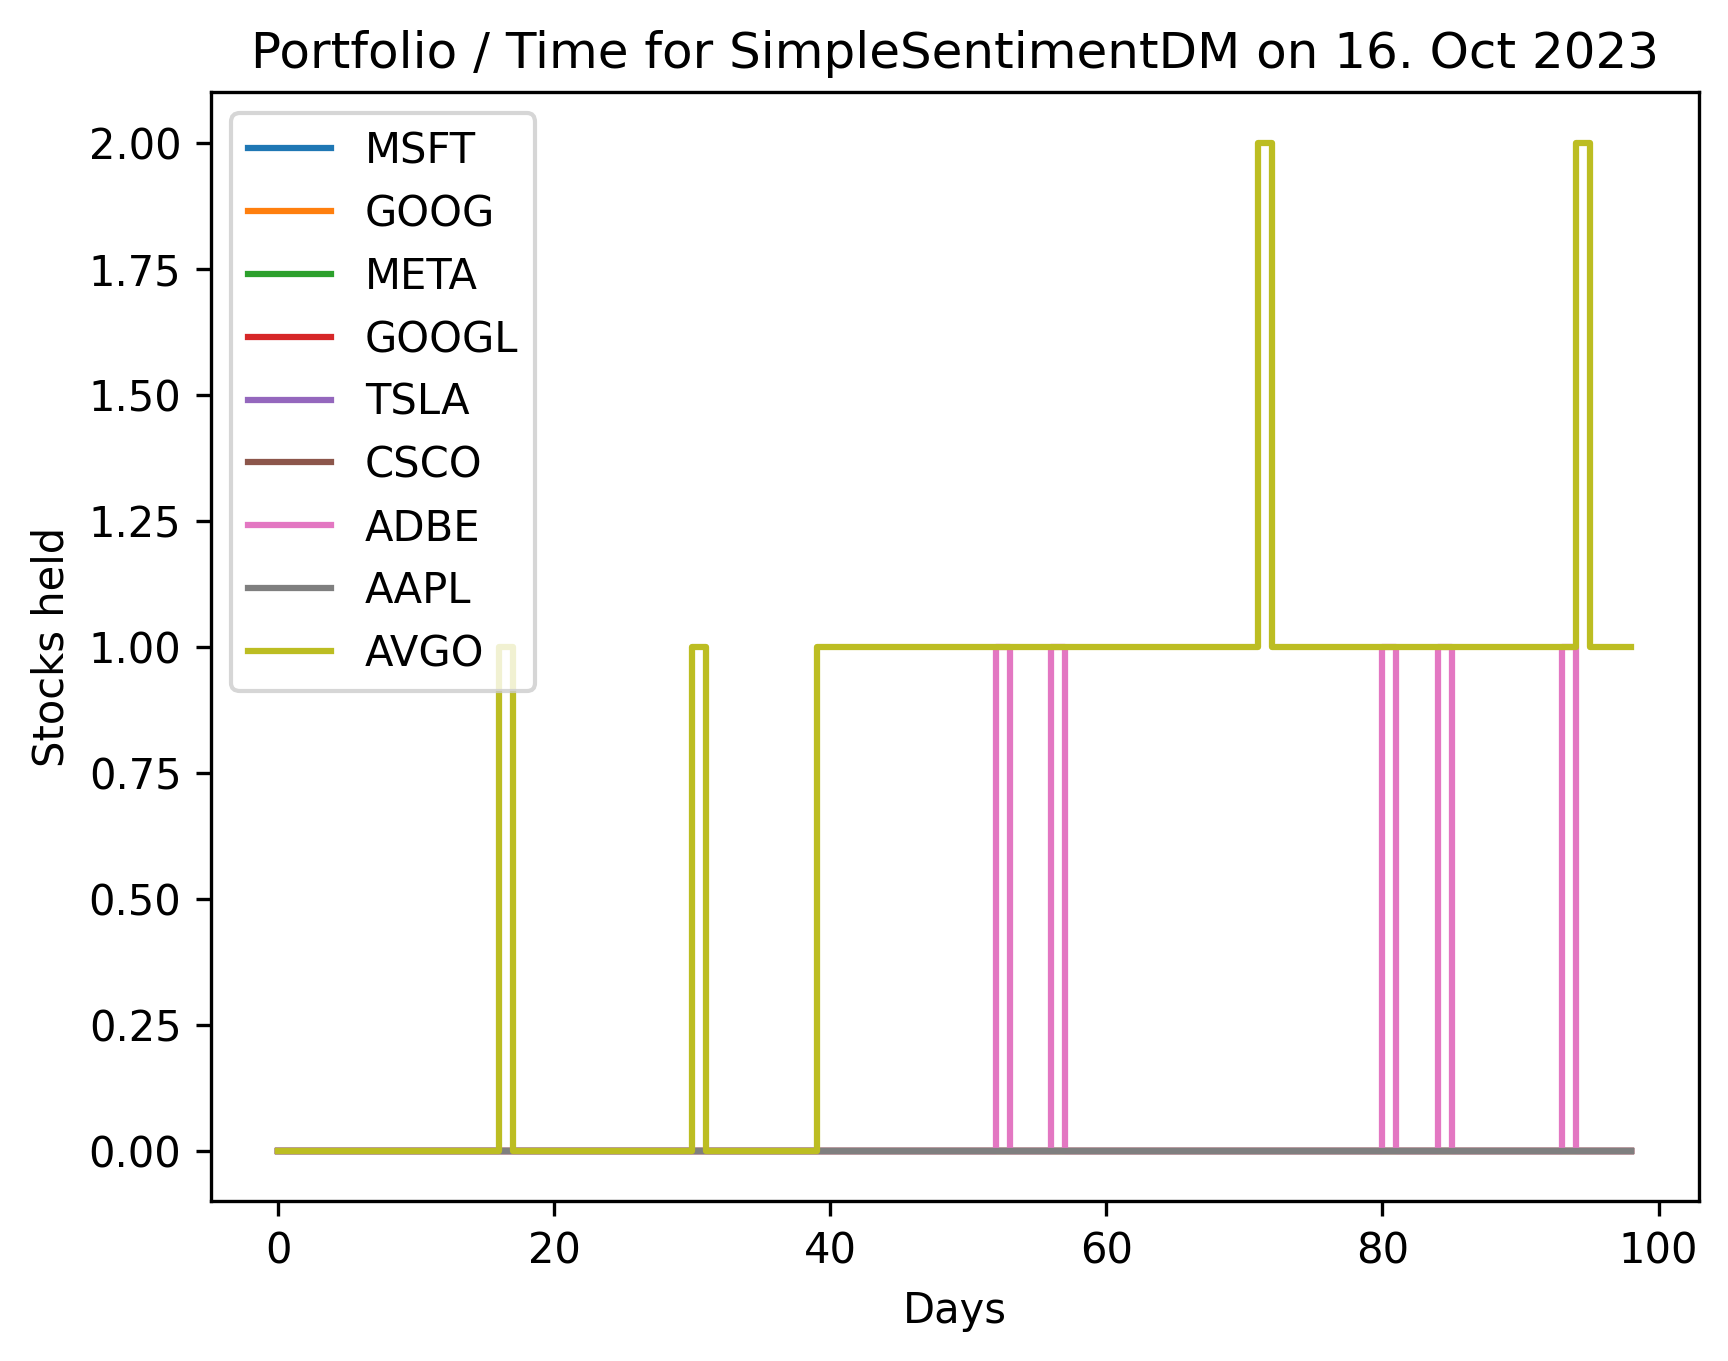 Portfolio / Time for SimpleSentimentDM on 16. Oct 2023
MSFT
GOOG
META
GOOGL
TSLA
CSCO
ADBE
AAPL
AVGO
2.00
1.75
1.50
1.25
1.00
0.75
0.50
0.25
0.00
Stocks held
0 20 40 60 80 100
Days